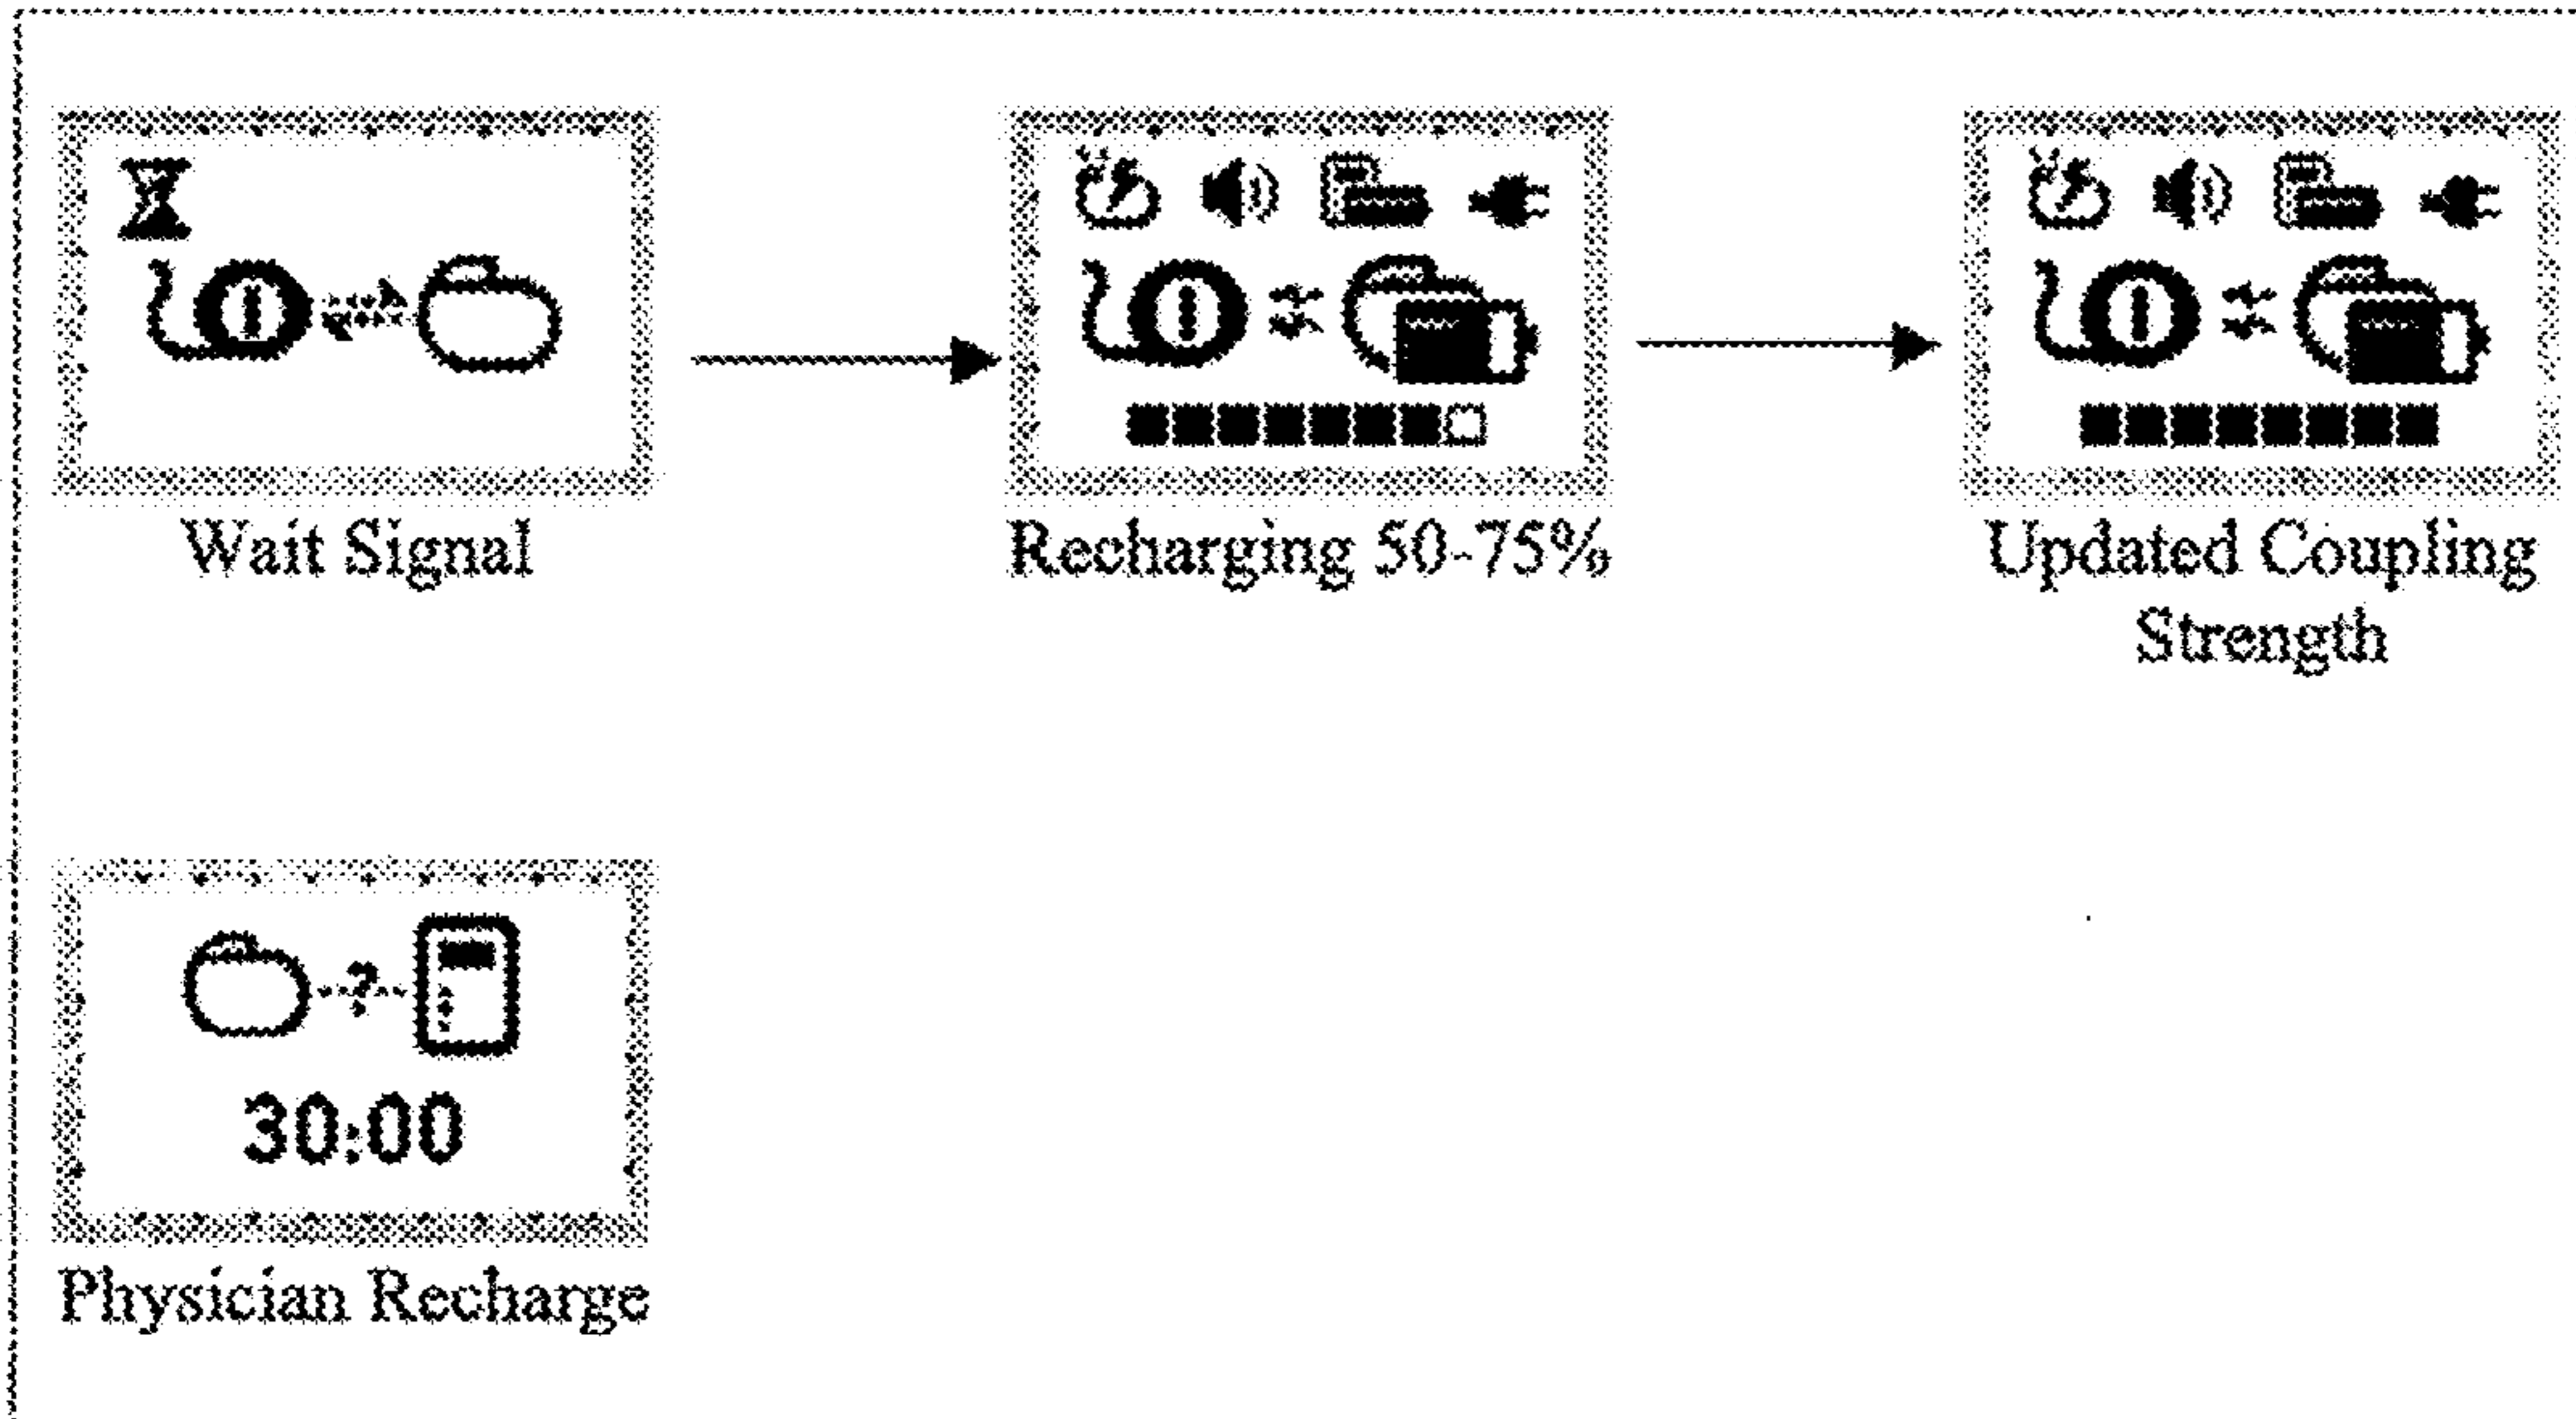 Wait Signal
Recharging 50-75%
Updated Coupling
Strength
?
30:00
Physician Recharge